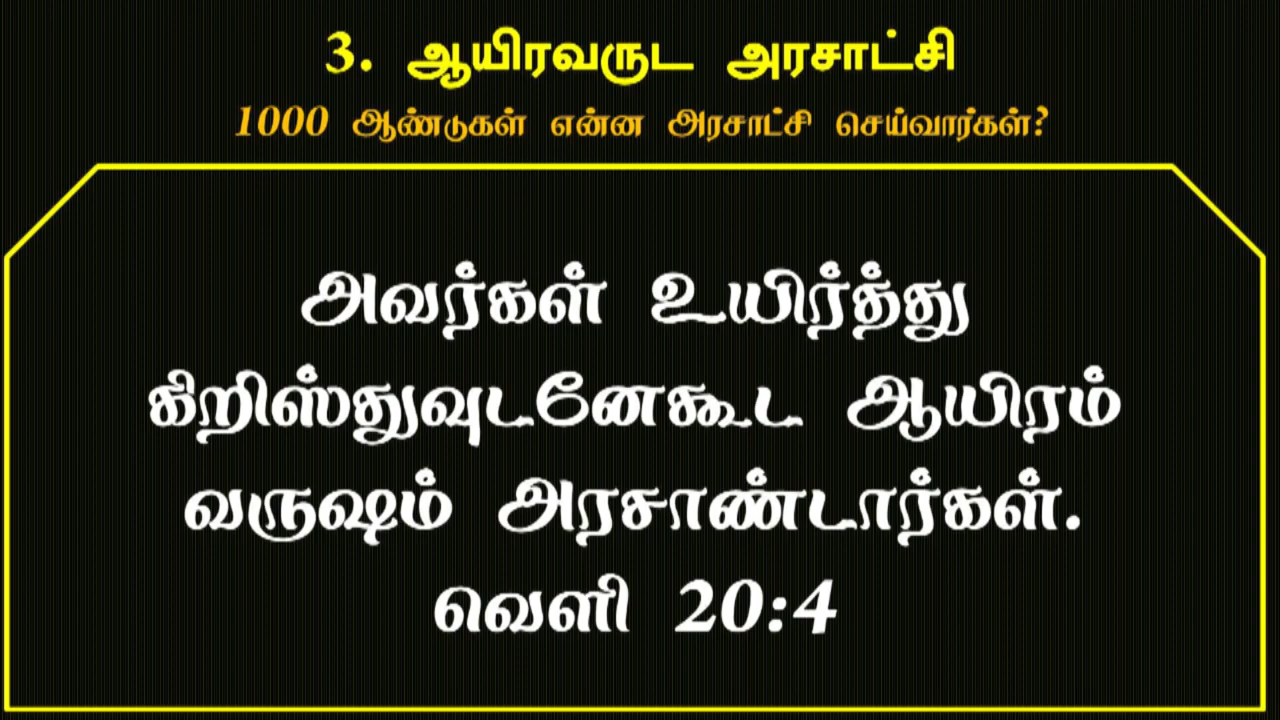 3. ஆயிரவருட அரசாட்சி
1000 ஆண்டுகள் என்ன அரசாட்சி செய்வார்கள்?
அவர்கள் உயிர்த்து
கிறிஸ்துவுடனேகூட ஆயிரம்
வருஷம் அரசாண்டார்கள்.
வெளி 20:4